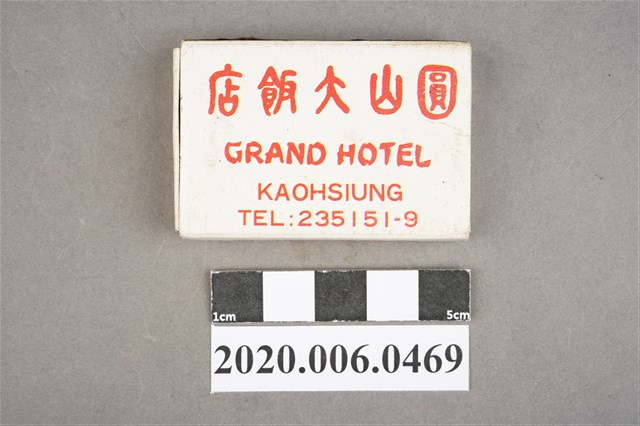 圓山大飯店
GRAND HOTEL
KAOHSIUNG
TEL:235151-9
1cm 5cm
2020.006.0469